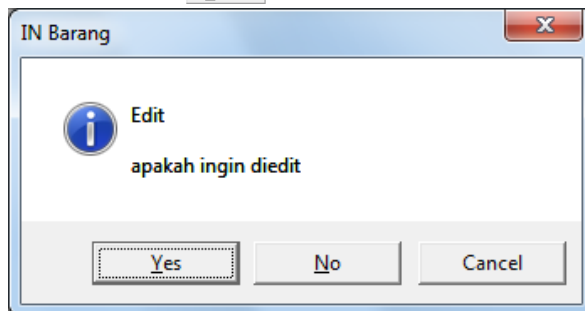 IN Barang
Edit
apakah ingin diedit
Yes
No
Cancel